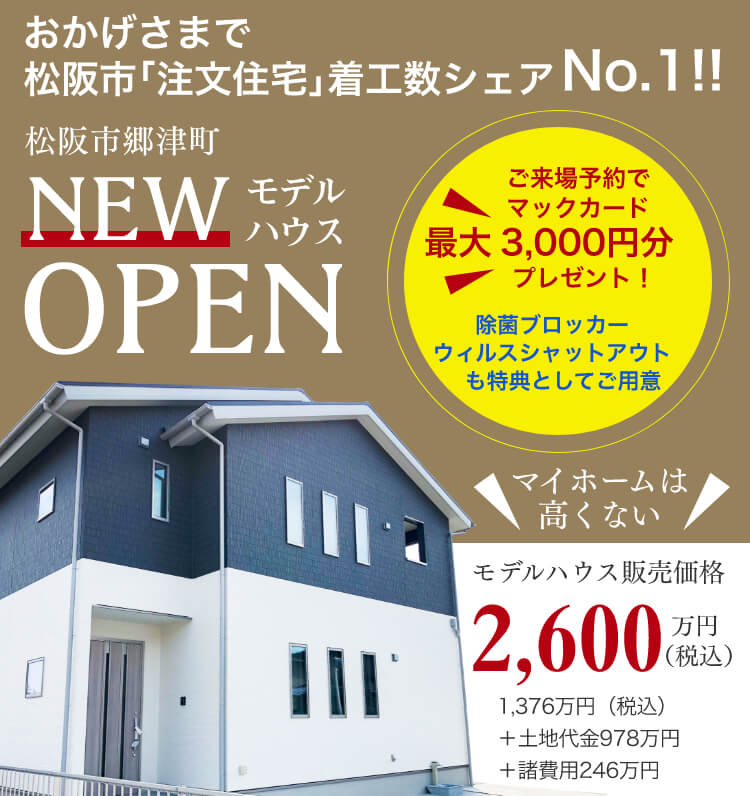 おかげさまで
松阪市「注文住宅」着工数シェア No.1!!
松阪市郷津町
NEW モデル
ハウス
OPEN
ご来場予約で
マックカード
最大 3,000円分
プレゼント！
除菌ブロッカー
ウィルスシャットアウト
も特典としてご用意
マイホームは
高くない
モデルハウス販売価格
2,600万円
（税込）
1,376万円（税込）
＋土地代金978万円
＋諸費用246万円